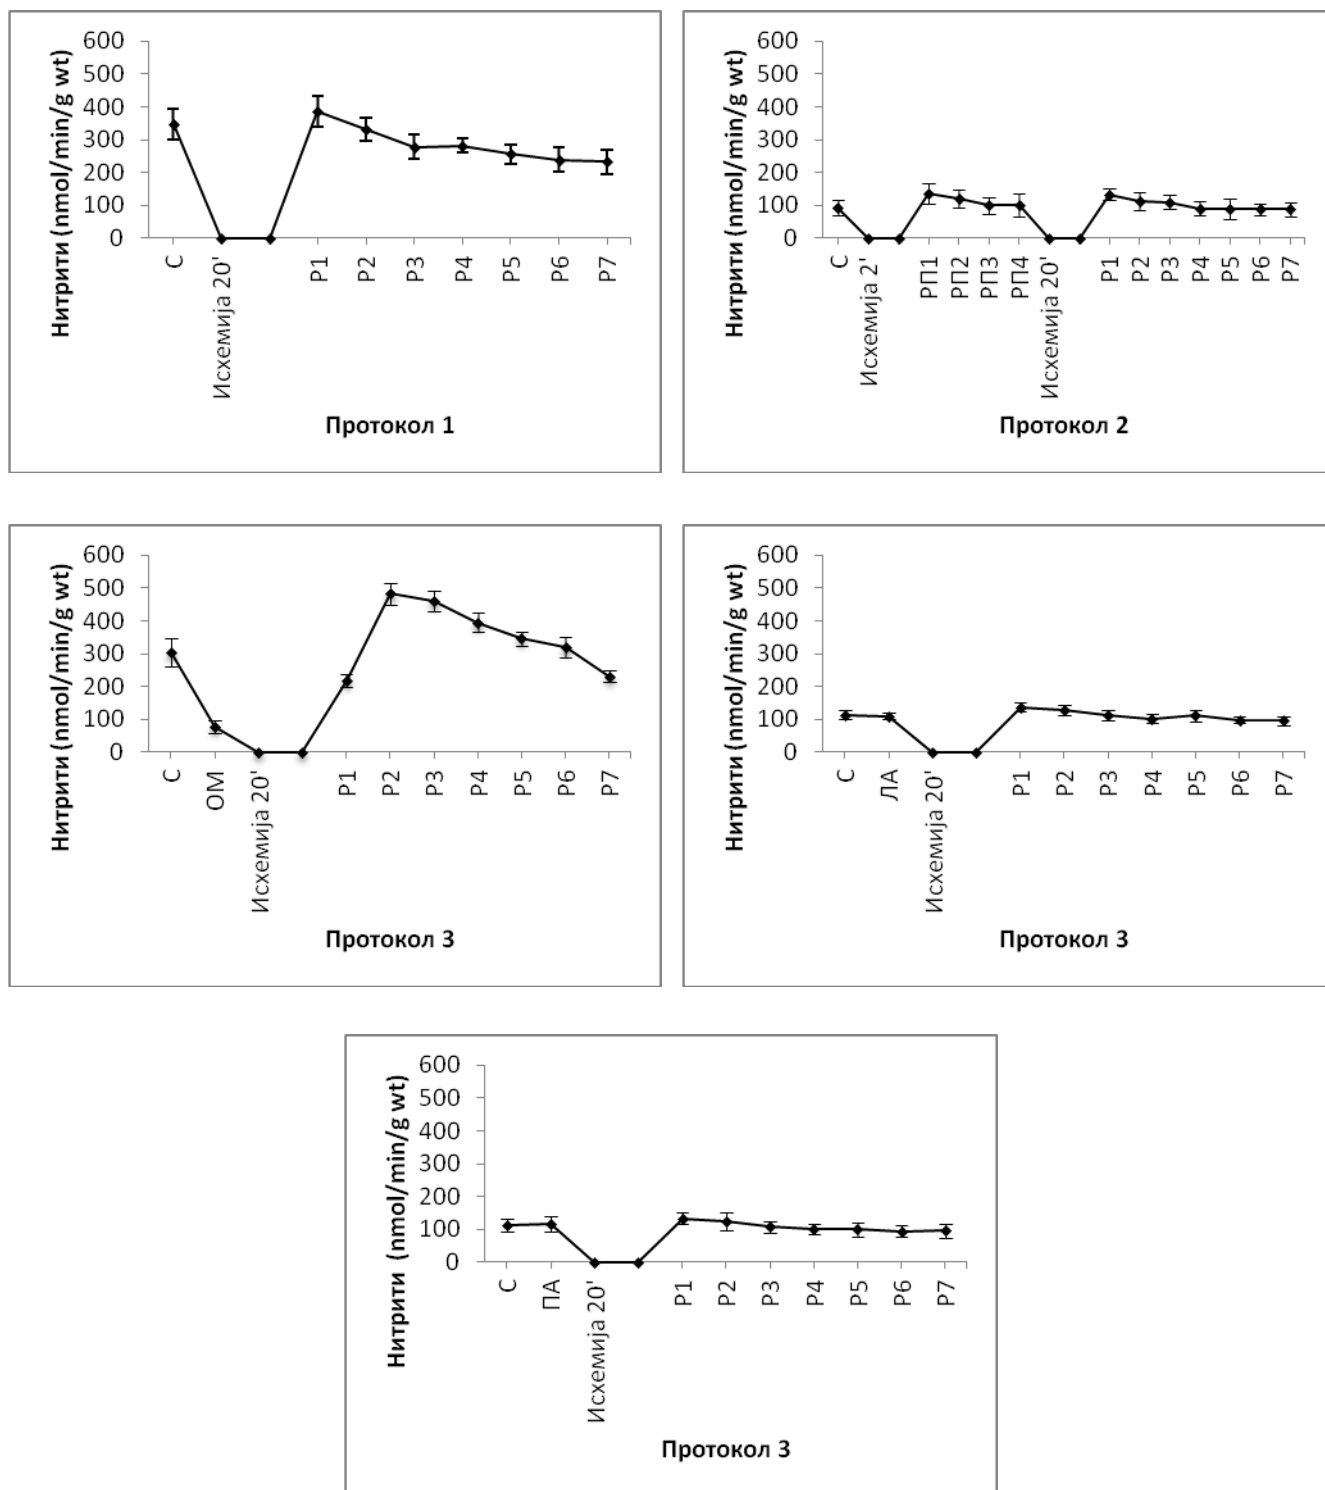 Нитрити (nmol/min/g wt)
600
500
400
300
200
100
0
С
Исхемија 20'
Р1
Р2
Р3
Р4
Р5
Р6
Р7
Протокол 1
Нитрити (nmol/min/g wt)
600
500
400
300
200
100
0
С
Исхемија 2'
РП1
РП2
РП3
РП4
Исхемија 20'
Р1
Р2
Р3
Р4
Р5
Р6
Р7
Протокол 2
Нитрити (nmol/min/g wt)
600
500
400
300
200
100
0
С
ОМ
Исхемија 20'
Р1
Р2
Р3
Р4
Р5
Р6
Р7
Протокол 3
Нитрити (nmol/min/g wt)
600
500
400
300
200
100
0
С
ЛА
Исхемија 20'
Р1
Р2
Р3
Р4
Р5
Р6
Р7
Протокол 3
Нитрити (nmol/min/g wt)
600
500
400
300
200
100
0
С
ПА
Исхемија 20'
Р1
Р2
Р3
Р4
Р5
Р6
Р7
Протокол 3